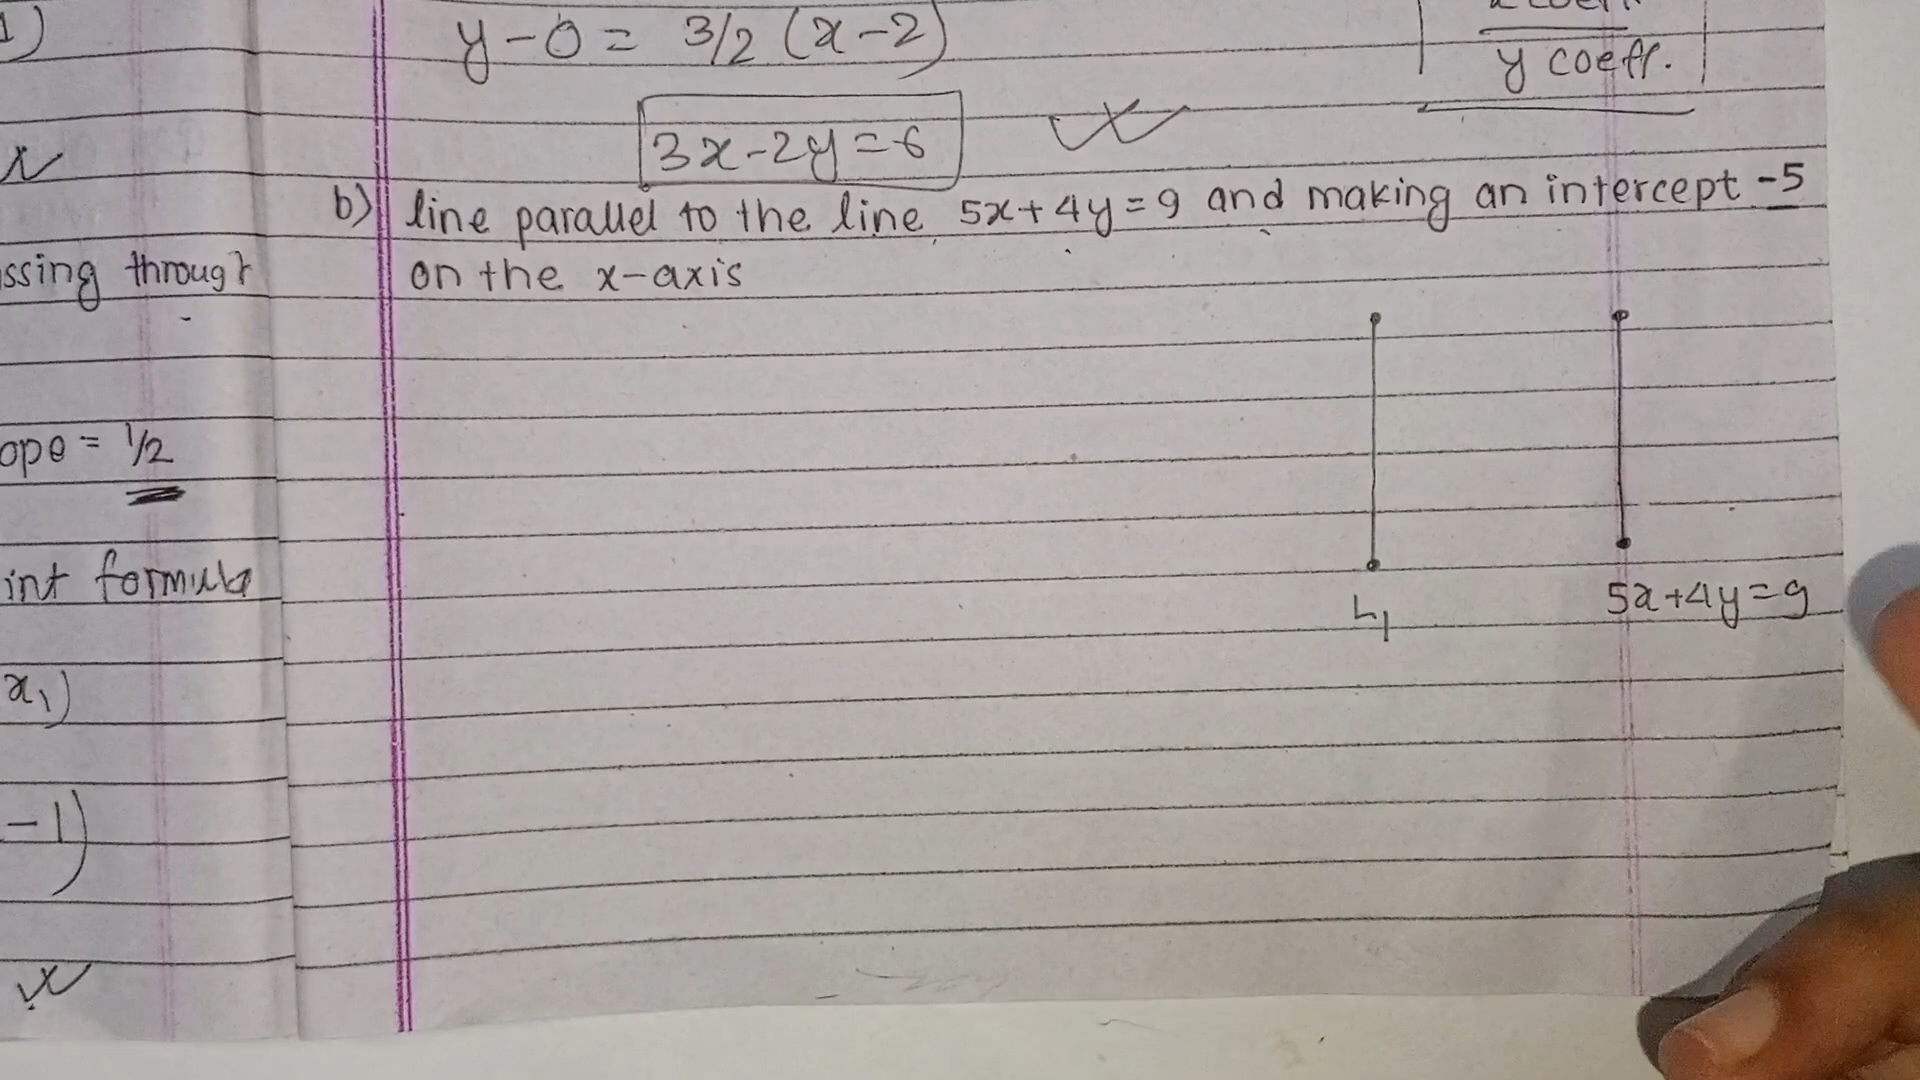 1)
y - 0 = 3/2 (x - 2)
y coeff.
3x - 2y = 6
b) line parallel to the line 5x + 4y = 9 and making an intercept -5
on the x-axis
ssing through
ope = 1/2
int formula
x₁)
-1)
L₁
5x + 4y = 9